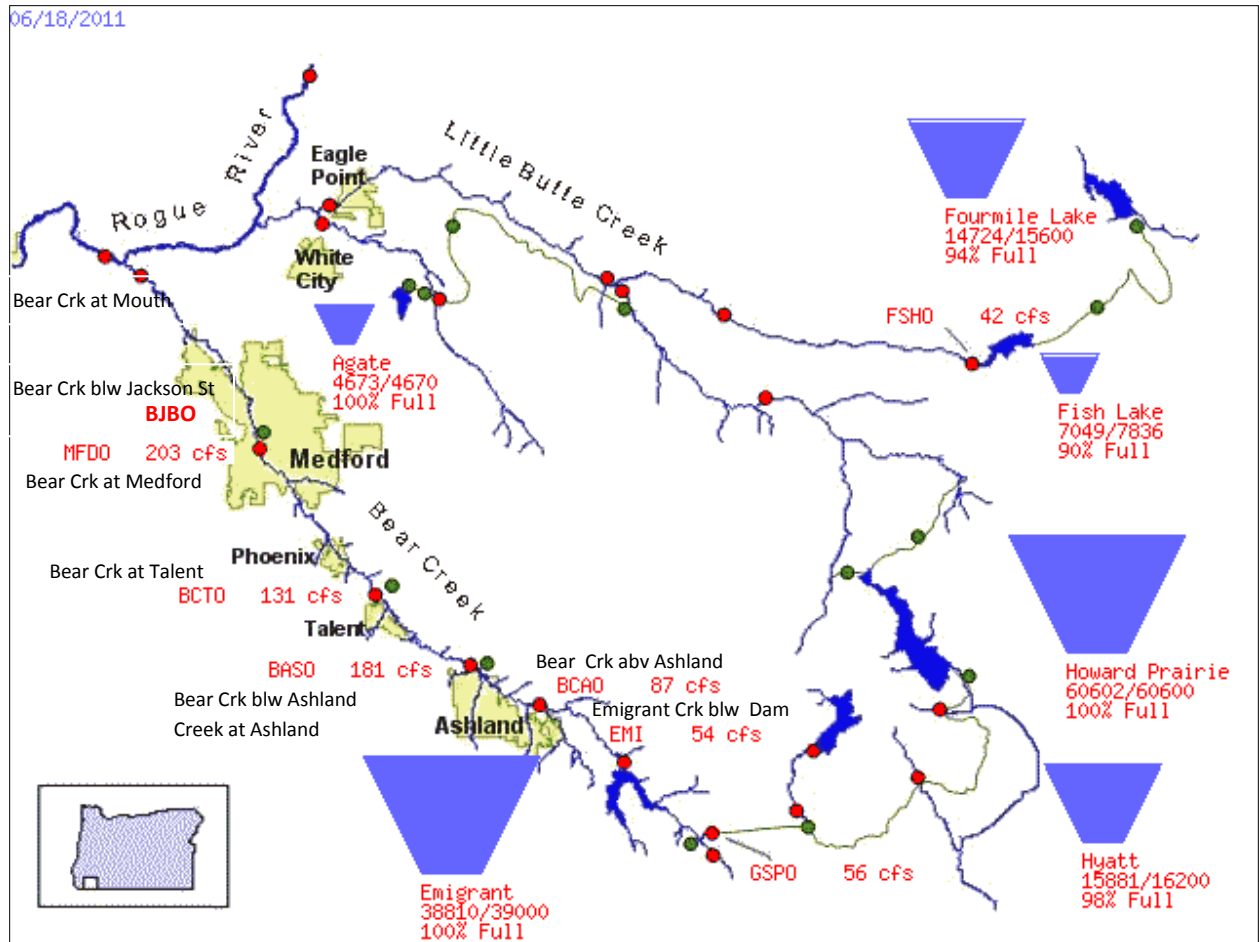 06/18/2011
Rogue River
Eagle
Point
Little Butte Creek
White
City
Fourmile Lake
14724/15600
94% Full
Bear Crk at Mouth
FSHO 42 cfs
Agate
4673/4670
100% Full
Bear Crk blw Jackson St
BJBO
Fish Lake
7049/7836
90% Full
MFDO 203 cfs
Medford
Bear Crk at Medford
Bear Creek
Phoenix
Bear Crk at Talent
BCTO 131 cfs
Talent
Bear Crk abv Ashland
BASO 181 cfs
BCAO 87 cfs
Howard Prairie
60602/60600
100% Full
Bear Crk blw Ashland
Creek at Ashland
Emigrant Crk blw Dam
Ashland
EMI 54 cfs
GSPO 56 cfs
Hyatt
15881/16200
98% Full
Emigrant
38810/39000
100% Full